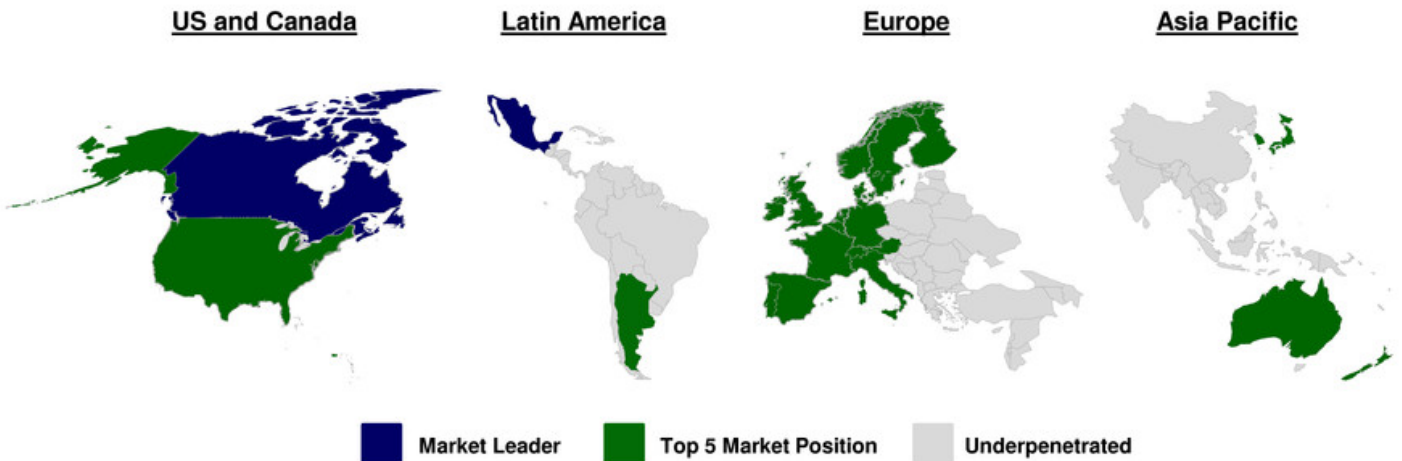 US and Canada
Latin America
Europe
Asia Pacific
Market Leader
Top 5 Market Position
Underpenetrated